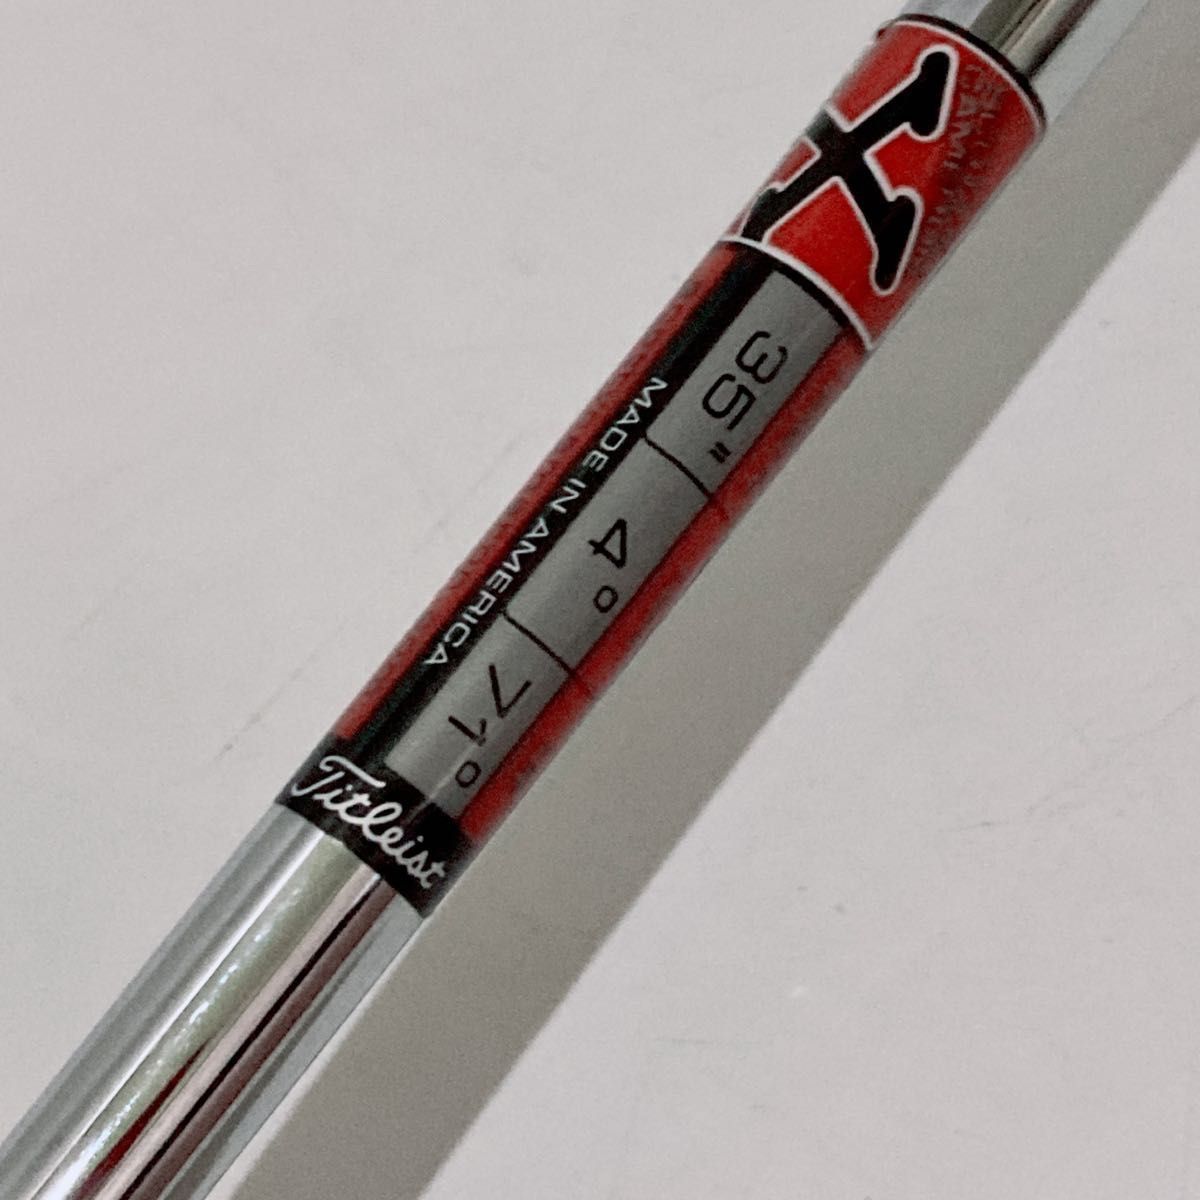 X
35"
4°
71°
MADE IN AMERICA
Titleist